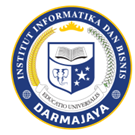 INSTITUT INFORMATIKA DAN BISNIS
EDUCATIO UNIVERSALIS
DARMAJAYA